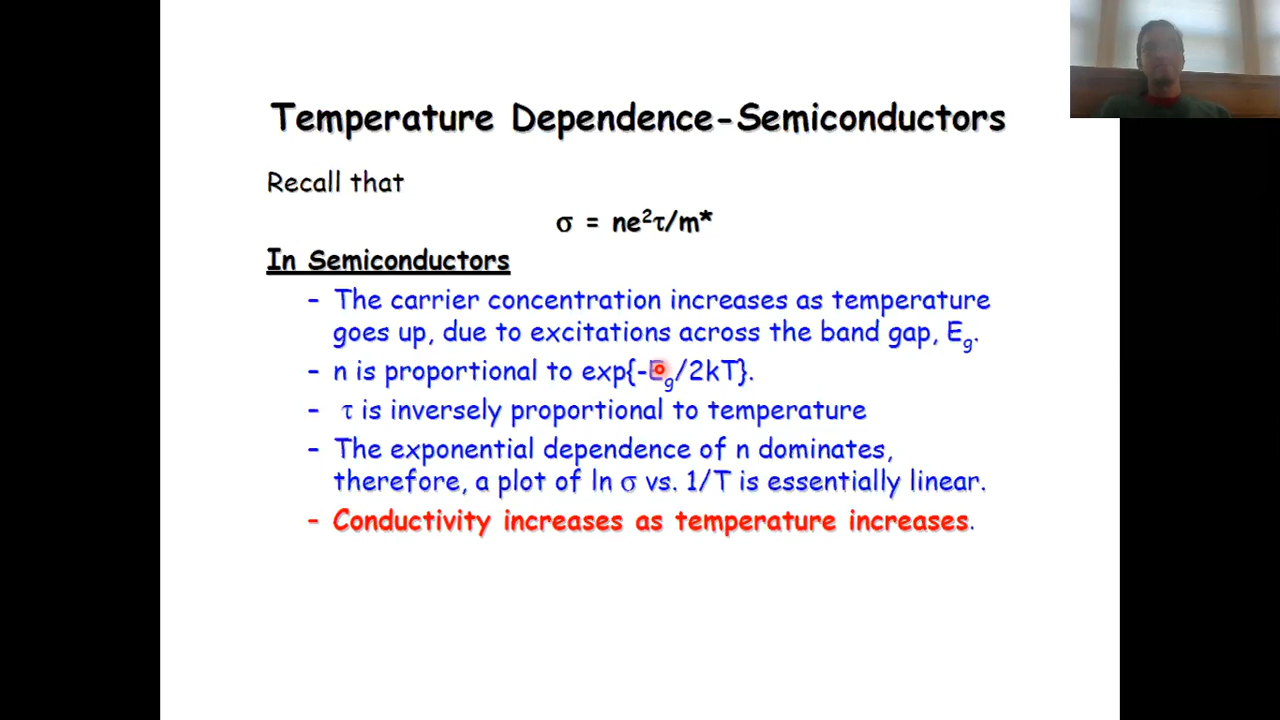 Temperature Dependence-Semiconductors
Recall that
σ = ne²τ/m*
In Semiconductors
– The carrier concentration increases as temperature
goes up, due to excitations across the band gap, Eg.
– n is proportional to exp{-Eg/2kT}.
– τ is inversely proportional to temperature
– The exponential dependence of n dominates,
therefore, a plot of ln σ vs. 1/T is essentially linear.
– Conductivity increases as temperature increases.